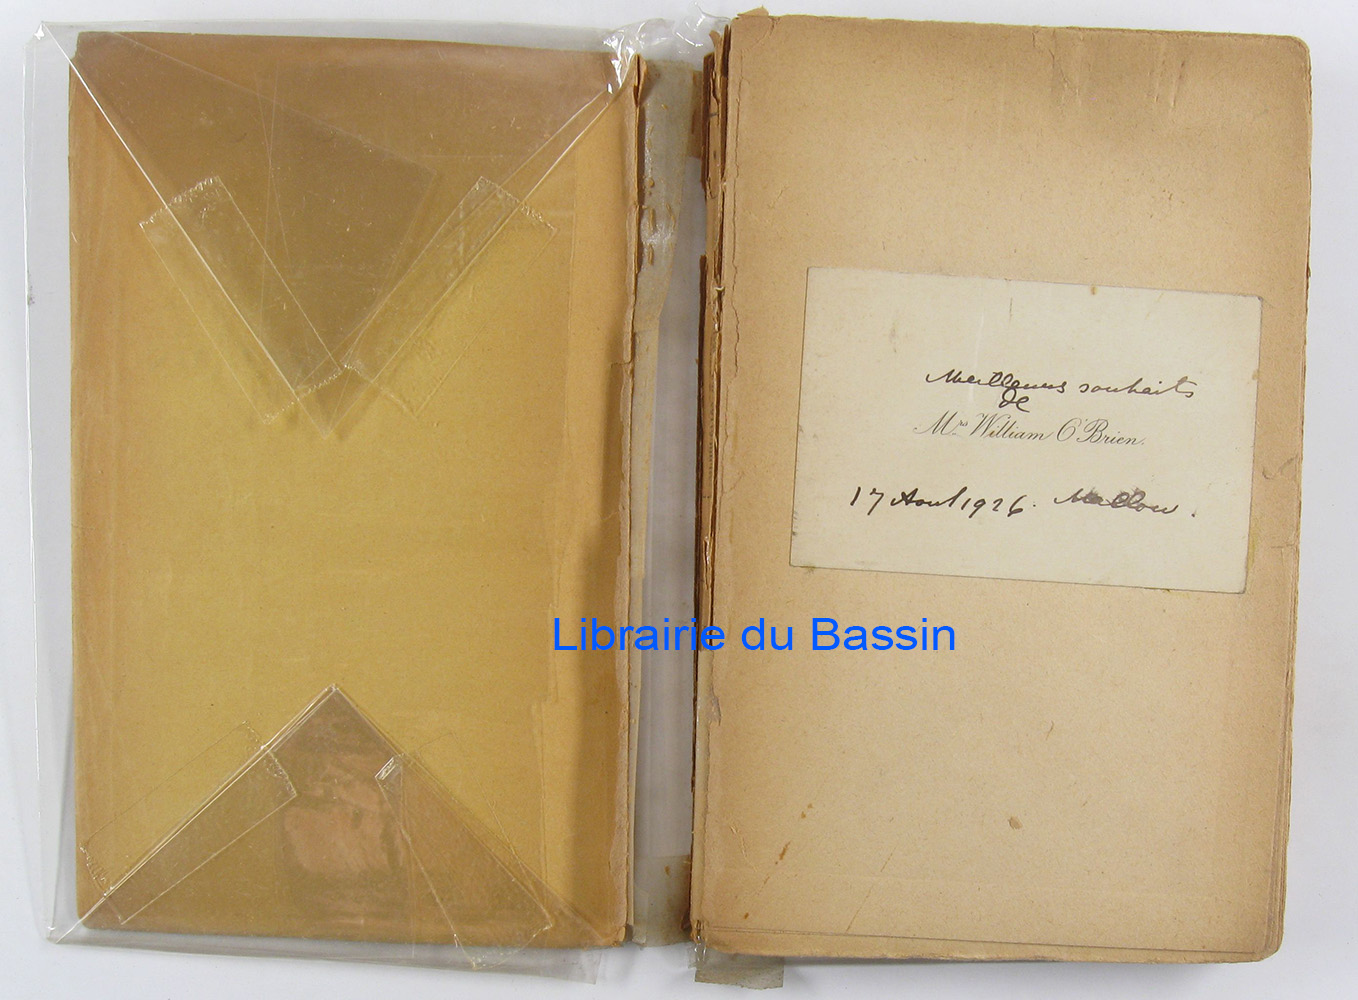 Meilleurs souhaits
de
Mrs William O'Brien.
17 Aout 1926. Mallow.
Librairie du Bassin